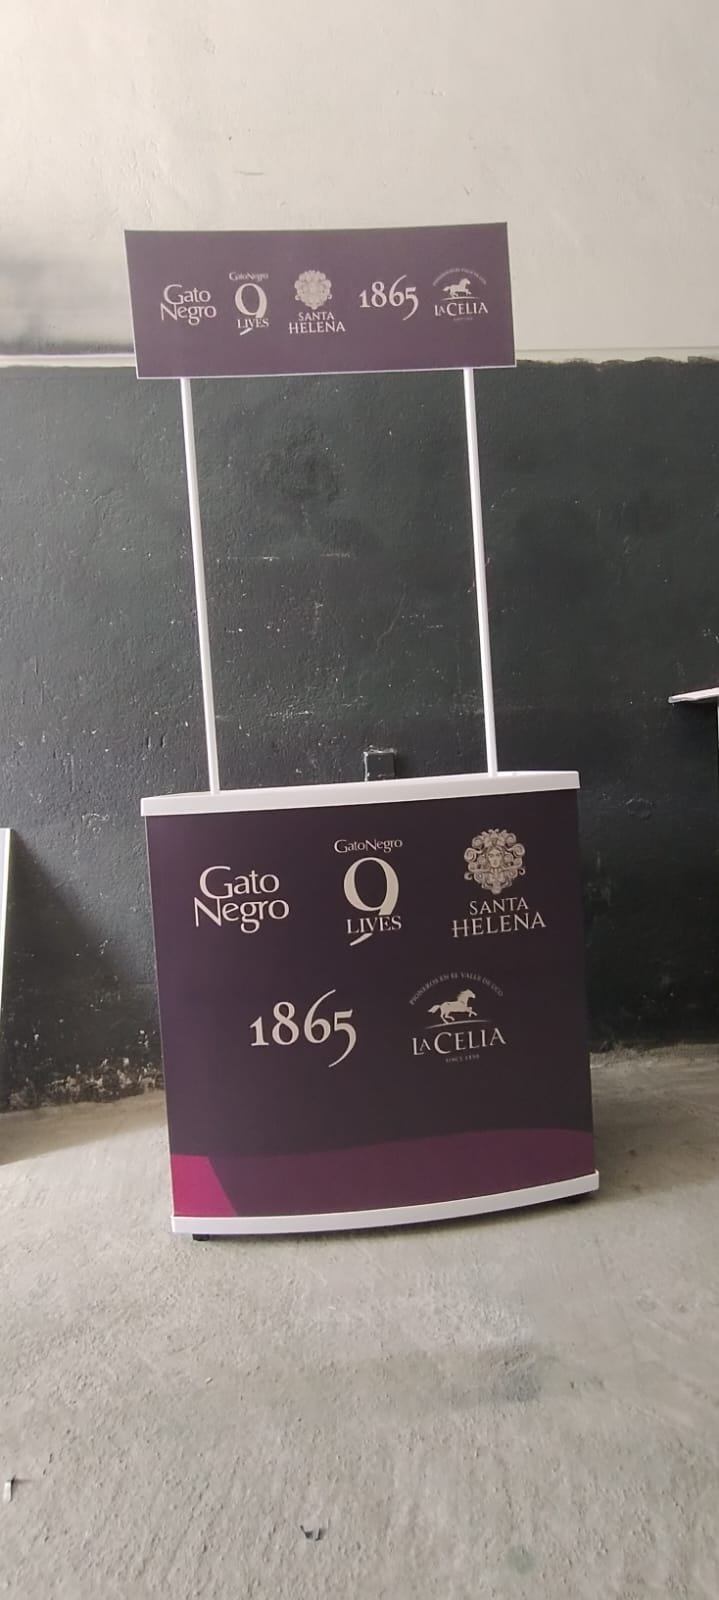 Gato
Negro
GatoNegro
9
LIVES
SANTA
HELENA
1865
LA CELIA
Gato
Negro
GatoNegro
9
LIVES
SANTA
HELENA
1865
PIONEROS EN EL VALLE DE UCO
LA CELIA
SINCE 1890